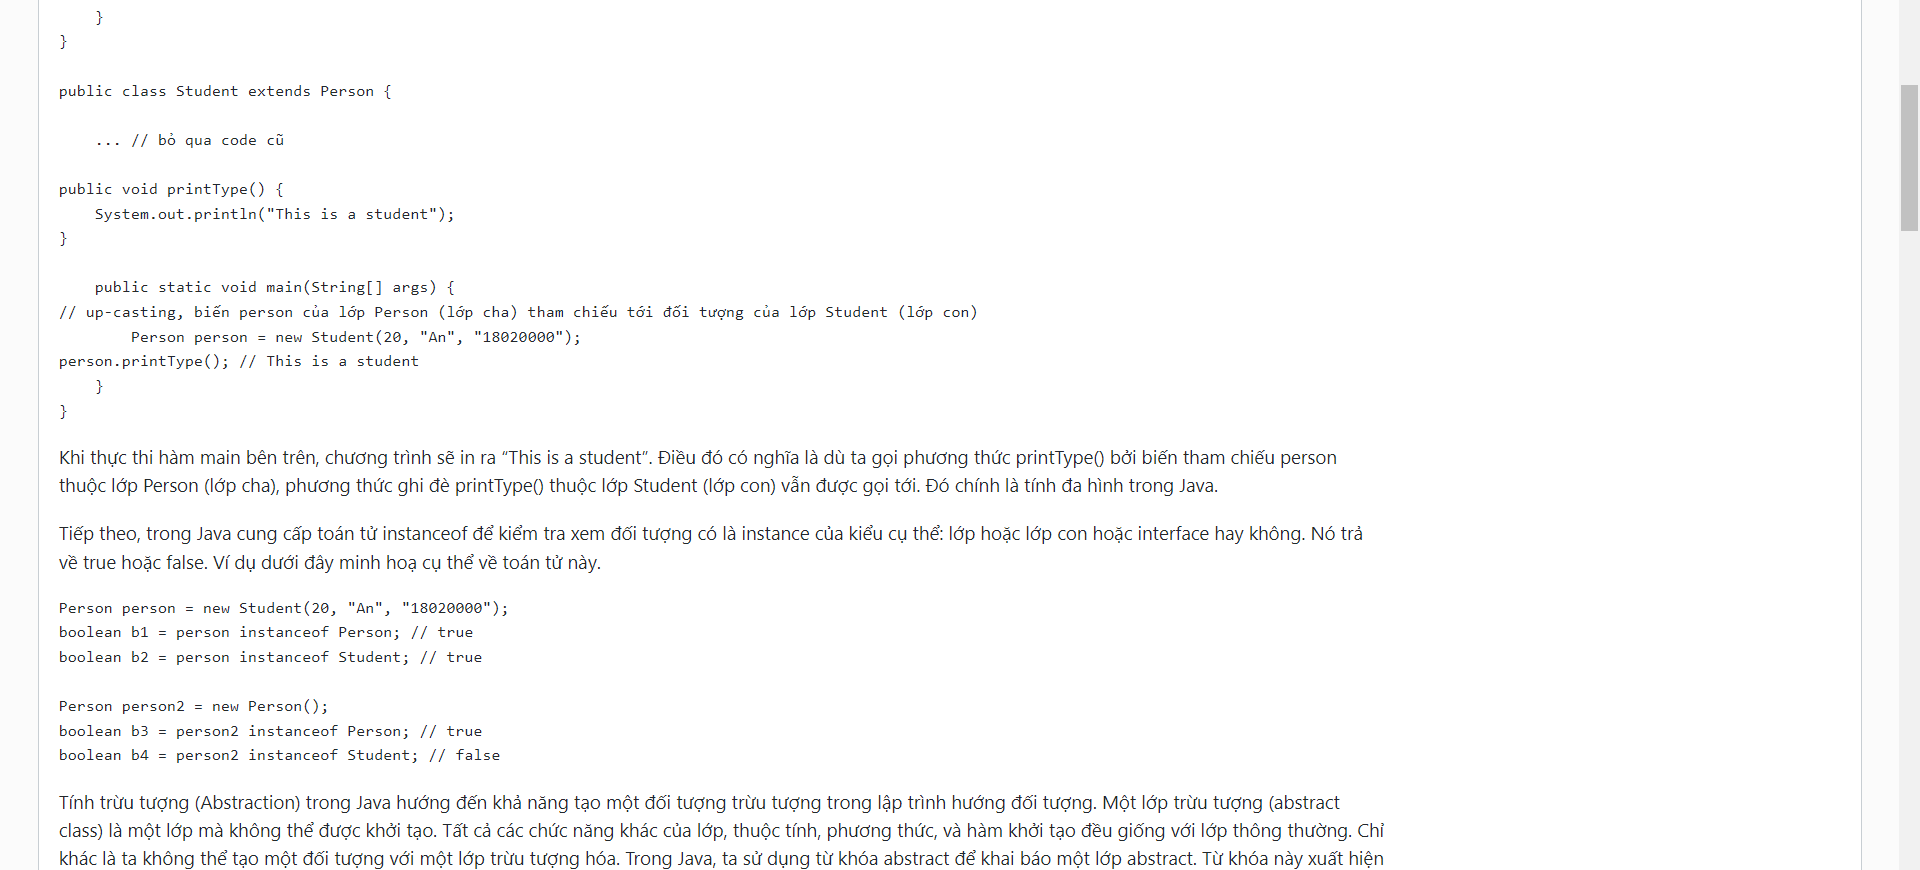 }
}
public class Student extends Person {
    ... // bỏ qua code cũ
public void printType() {
    System.out.println("This is a student");
}
    public static void main(String[] args) {
// up-casting, biến person của lớp Person (lớp cha) tham chiếu tới đối tượng của lớp Student (lớp con)
        Person person = new Student(20, "An", "18020000");
person.printType(); // This is a student
    }
}
Khi thực thi hàm main bên trên, chương trình sẽ in ra “This is a student”. Điều đó có nghĩa là dù ta gọi phương thức printType() bởi biến tham chiếu person
thuộc lớp Person (lớp cha), phương thức ghi đè printType() thuộc lớp Student (lớp con) vẫn được gọi tới. Đó chính là tính đa hình trong Java.
Tiếp theo, trong Java cung cấp toán tử instanceof để kiểm tra xem đối tượng có là instance của kiểu cụ thể: lớp hoặc lớp con hoặc interface hay không. Nó trả
về true hoặc false. Ví dụ dưới đây minh hoạ cụ thể về toán tử này.
Person person = new Student(20, "An", "18020000");
boolean b1 = person instanceof Person; // true
boolean b2 = person instanceof Student; // true
Person person2 = new Person();
boolean b3 = person2 instanceof Person; // true
boolean b4 = person2 instanceof Student; // false
Tính trừu tượng (Abstraction) trong Java hướng đến khả năng tạo một đối tượng trừu tượng trong lập trình hướng đối tượng. Một lớp trừu tượng (abstract
class) là một lớp mà không thể được khởi tạo. Tất cả các chức năng khác của lớp, thuộc tính, phương thức, và hàm khởi tạo đều giống với lớp thông thường. Chỉ
khác là ta không thể tạo một đối tượng với một lớp trừu tượng hóa. Trong Java, ta sử dụng từ khóa abstract để khai báo một lớp abstract. Từ khóa này xuất hiện